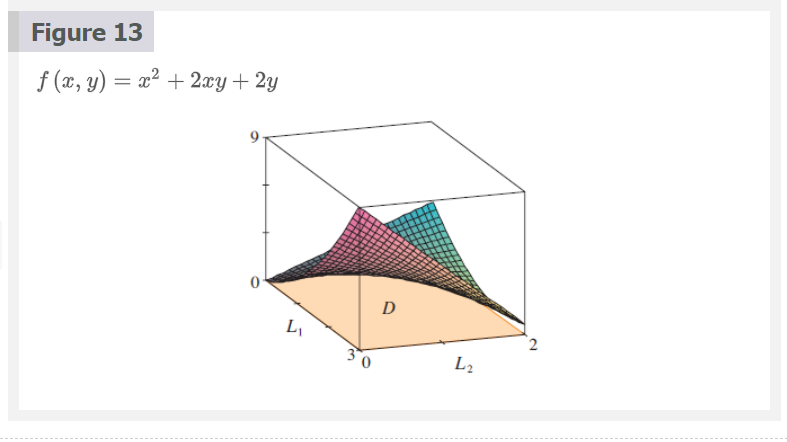 Figure 13
f (x, y) = x² + 2xy + 2y
9
0
L₁
D
3 0
L₂
2